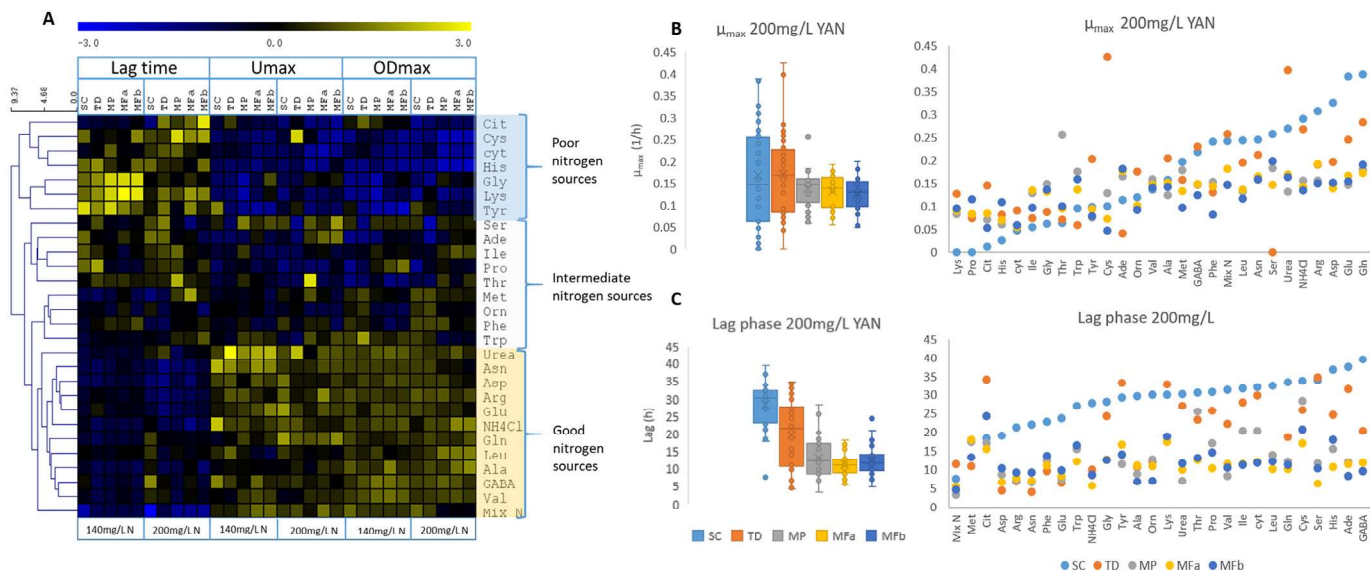 A
−3.0 0.0 3.0
Lag time Umax ODmax
9.37 −4.68 0.0
SC TD MP MFa MFb SC TD MP MFa MFb SC TD MP MFa MFb SC TD MP MFa MFb SC TD MP MFa MFb SC TD MP MFa MFb
Cit
Cys
cyt
His
Gly
Lys
Tyr
Ser
Ade
Ile
Pro
Thr
Met
Orn
Phe
Trp
Urea
Asn
Asp
Arg
Glu
NH4Cl
Gln
Leu
Ala
GABA
Val
Mix N
Poor
nitrogen
sources
Intermediate
nitrogen sources
Good
nitrogen
sources
140mg/LN 200mg/LN 140mg/LN 200mg/L N 140mg/L N 200mg/L N
B
μmax 200mg/L YAN
μmax (1/h)
0.45
0.4
0.35
0.3
0.25
0.2
0.15
0.1
0.05
0
μmax 200mg/L YAN
0.45
0.4
0.35
0.3
0.25
0.2
0.15
0.1
0.05
0
Lys Pro Cit His cyt Ile Gly Thr Trp Tyr Cys Ade Orn Val Ala Met GABA Phe Mix N Leu Asn Ser Urea NH4Cl Arg Asp Glu Gln
C
Lag phase 200mg/L YAN
Lag (h)
45
40
35
30
25
20
15
10
5
0
SC TD MP MFa MFb
Lag phase 200mg/L
45
40
35
30
25
20
15
10
5
0
Mix N Met Cit Asp Arg Asn Phe Glu Trp NH4Cl Gly Tyr Ala Orn Lys Urea Thr Pro Val Ile cyt Leu Gln Cys Ser His Ade GABA
SC TD MP MFa MFb